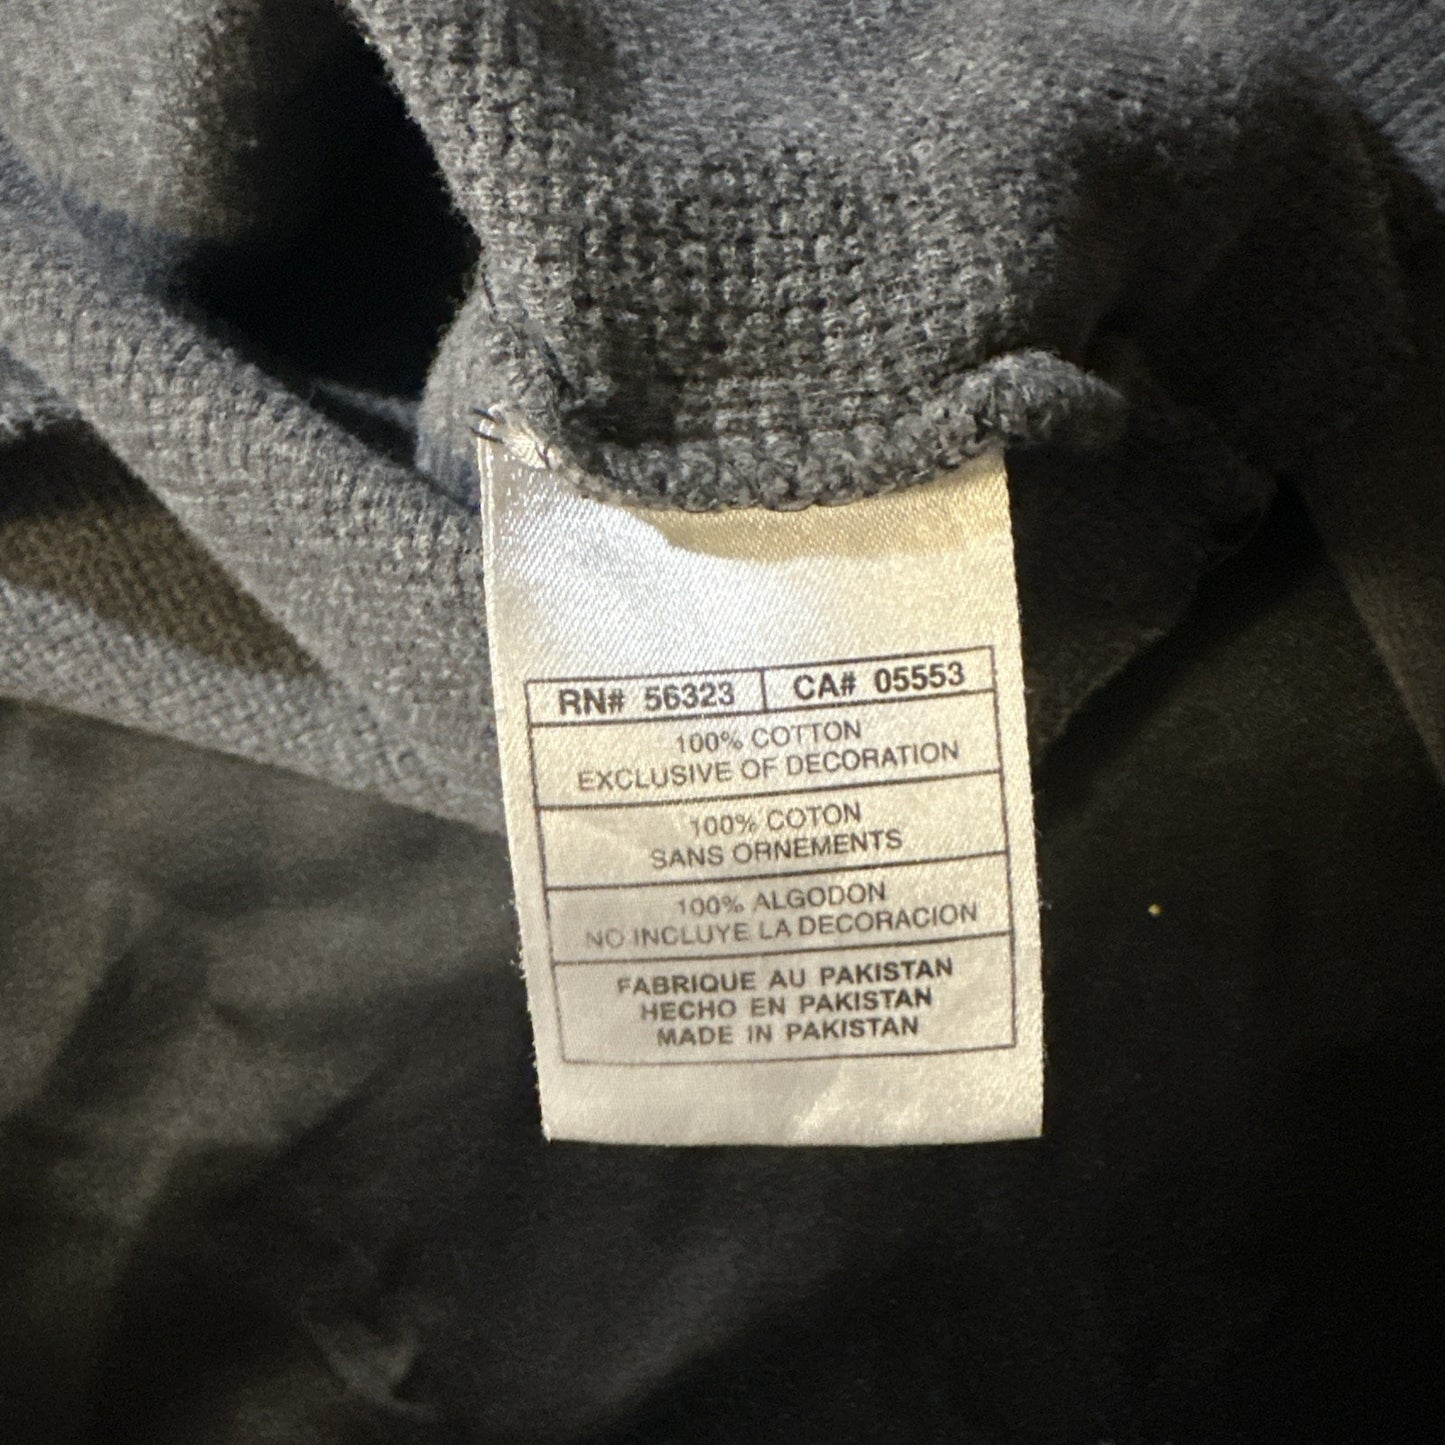 RN# 56323 CA# 05553
100% COTTON
EXCLUSIVE OF DECORATION
100% COTON
SANS ORNEMENTS
100% ALGODON
NO INCLUYE LA DECORACION
FABRIQUE AU PAKISTAN
HECHO EN PAKISTAN
MADE IN PAKISTAN